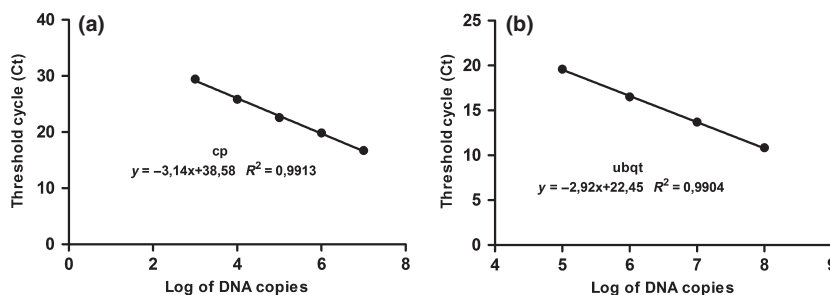 (a)
40
30
20
10
0
Threshold cycle (Ct)
cp
y = –3,14x+38,58 R² = 0,9913
0 2 4 6 8
Log of DNA copies
(b)
25
20
15
10
5
0
Threshold cycle (Ct)
ubqt
y = –2,92x+22,45 R² = 0,9904
4 5 6 7 8 9
Log of DNA copies